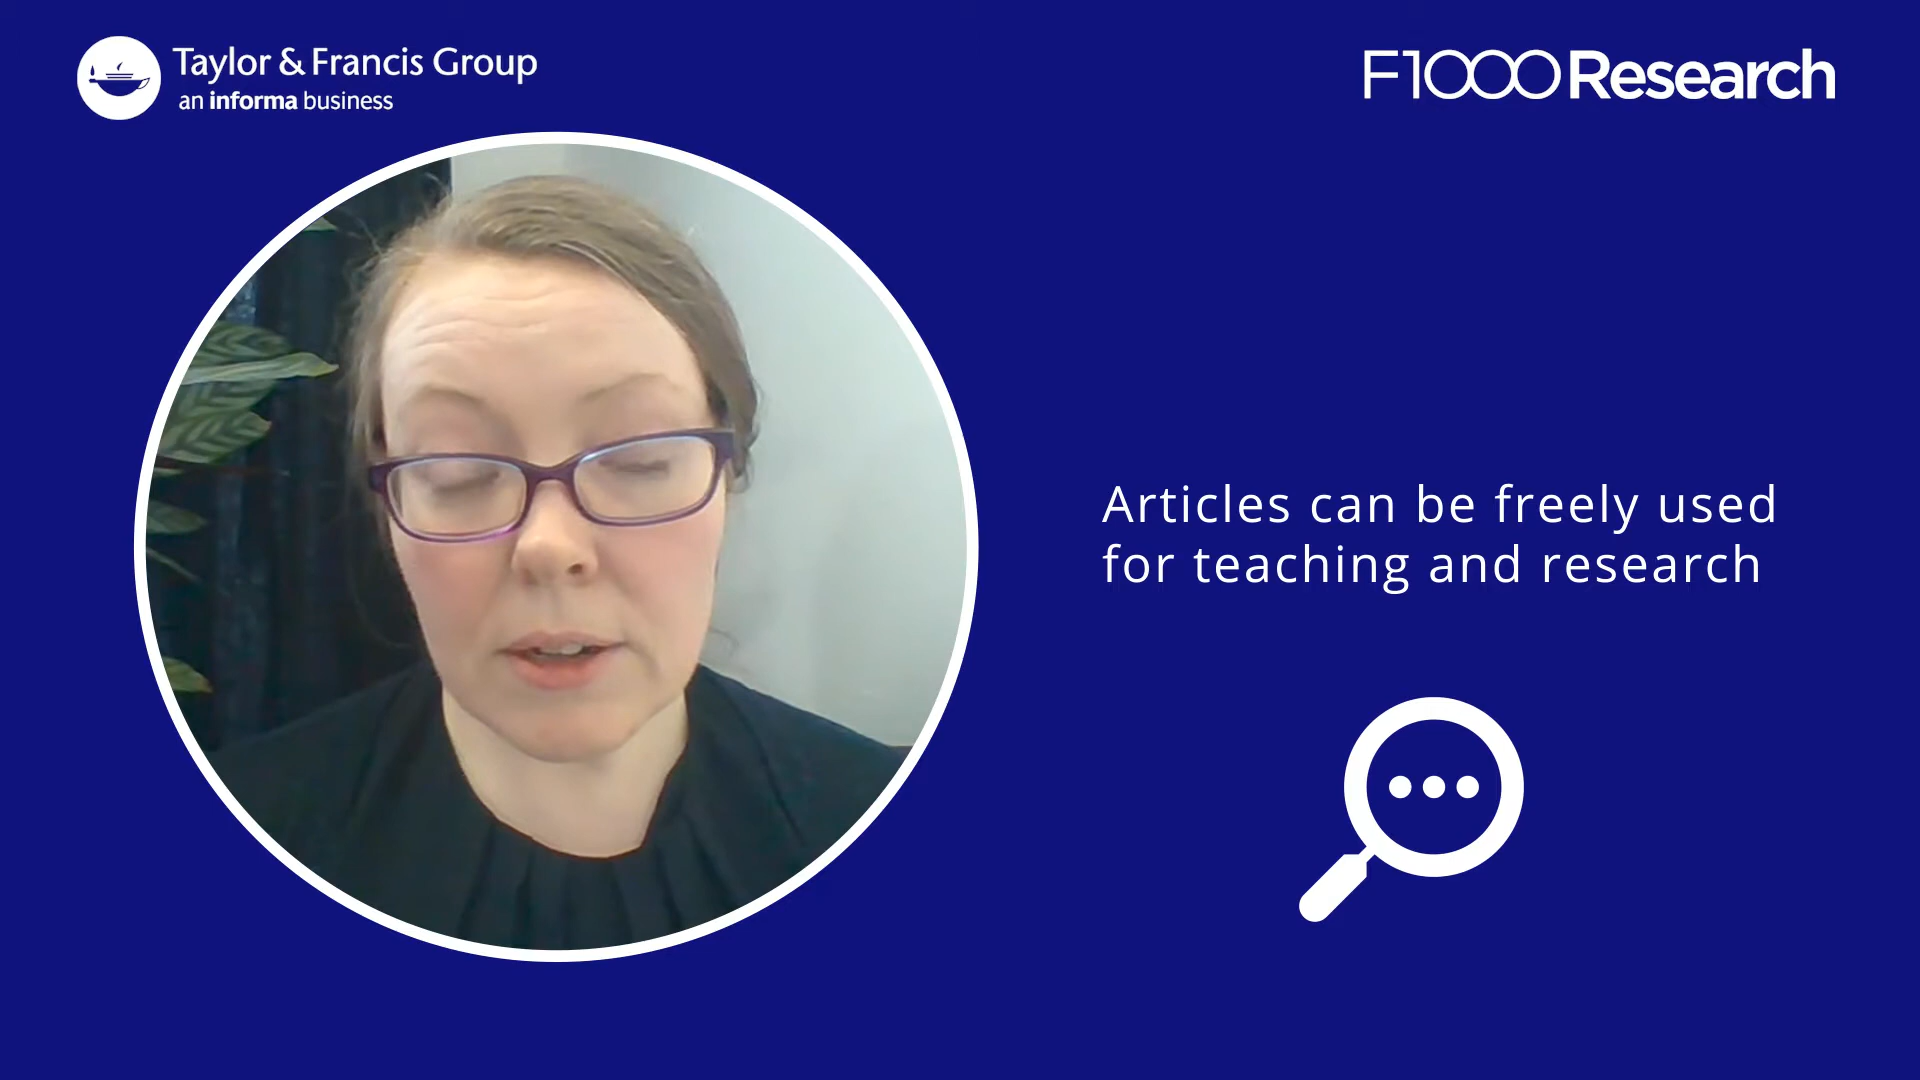 Taylor & Francis Group
an informa business
F1000Research
Articles can be freely used
for teaching and research